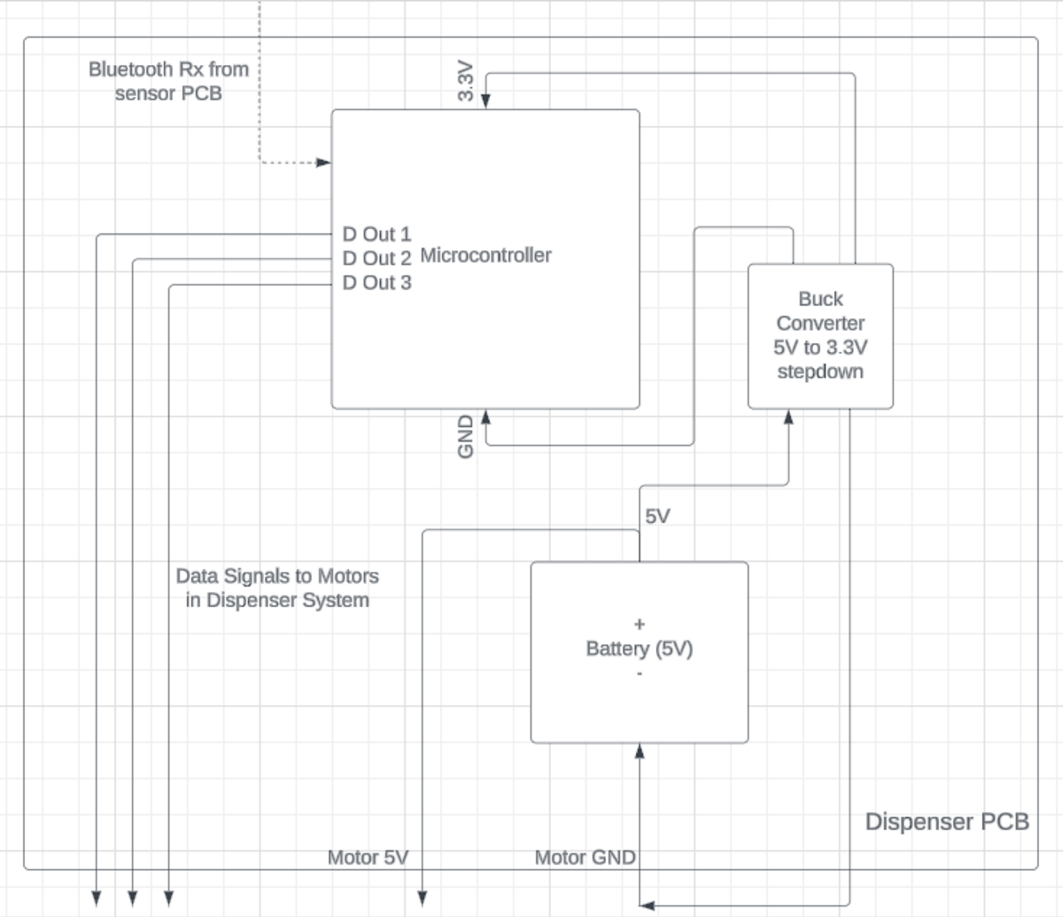 Bluetooth Rx from
sensor PCB
3.3V
D Out 1
D Out 2
D Out 3
Microcontroller
Buck
Converter
5V to 3.3V
stepdown
GND
5V
Data Signals to Motors
in Dispenser System
+
Battery (5V)
-
Dispenser PCB
Motor 5V
Motor GND